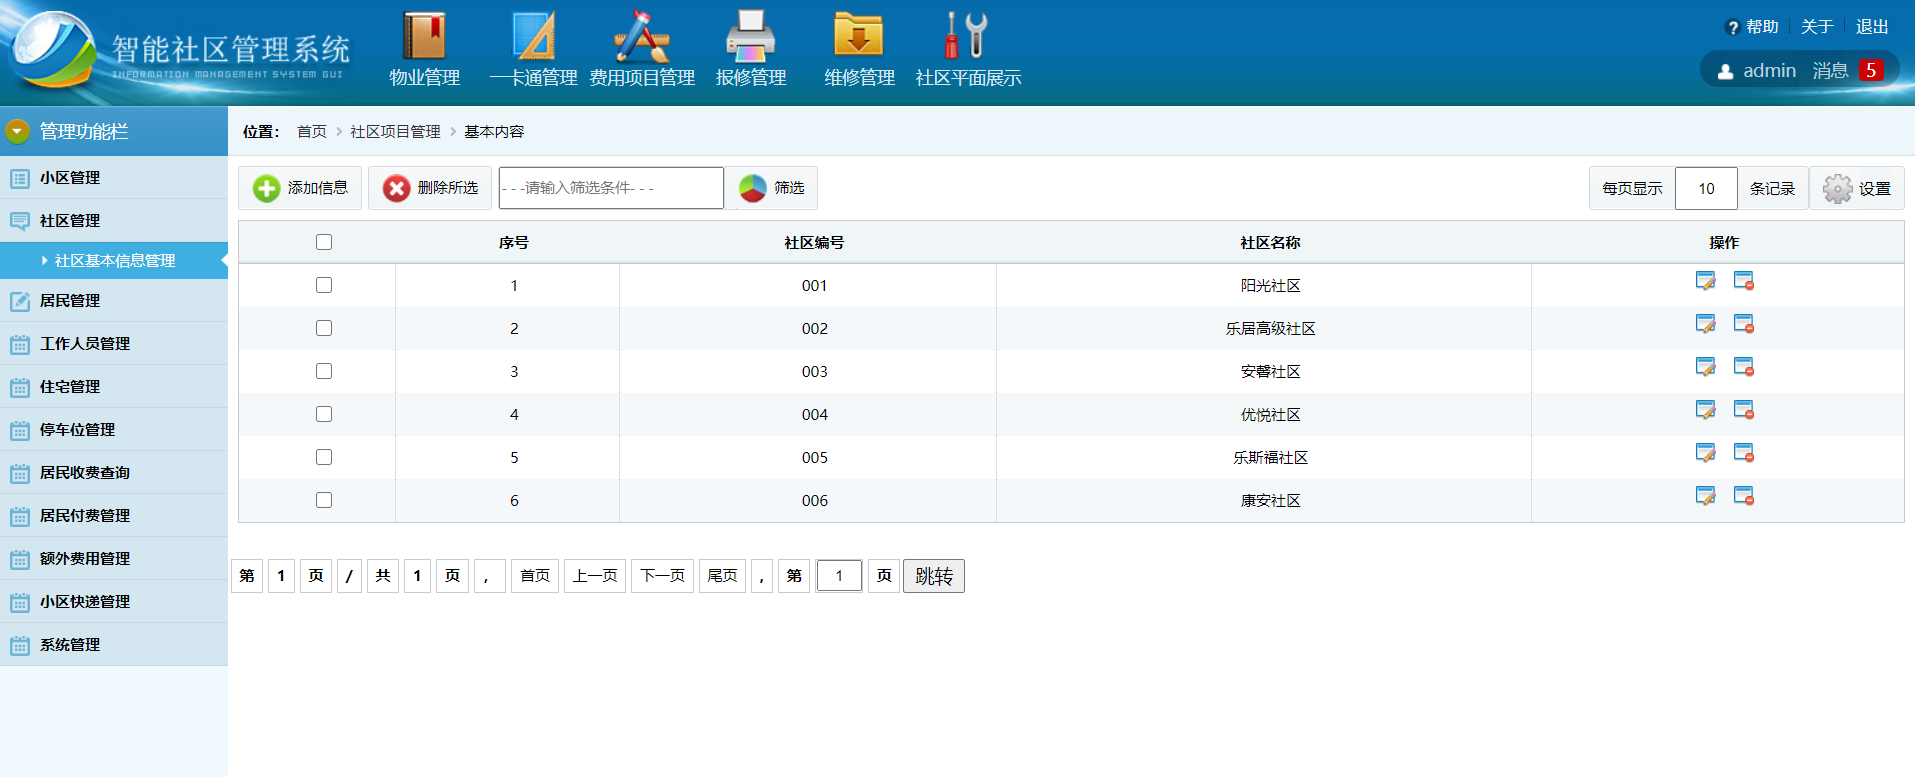 智能社区管理系统
INFORMATION MANAGEMENT SYSTEM GUI
物业管理
一卡通管理
费用项目管理
报修管理
维修管理
社区平面展示
? 帮助 关于 退出
admin 消息 5
管理功能栏
小区管理
社区管理
社区基本信息管理
居民管理
工作人员管理
住宅管理
停车位管理
居民收费查询
居民付费管理
额外费用管理
小区快递管理
系统管理
位置： 首页 社区项目管理 基本内容
添加信息 删除所选 - - -请输入筛选条件- - - 筛选 每页显示 10 条记录 设置
序号 社区编号 社区名称 操作
1 001 阳光社区
2 002 乐居高级社区
3 003 安馨社区
4 004 优悦社区
5 005 乐斯福社区
6 006 康安社区
第 1 页 / 共 1 页 ， 首页 上一页 下一页 尾页 ， 第 1 页 跳转